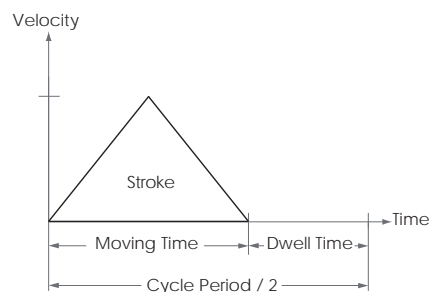 Velocity
Stroke
Time
Moving Time
Dwell Time
Cycle Period / 2